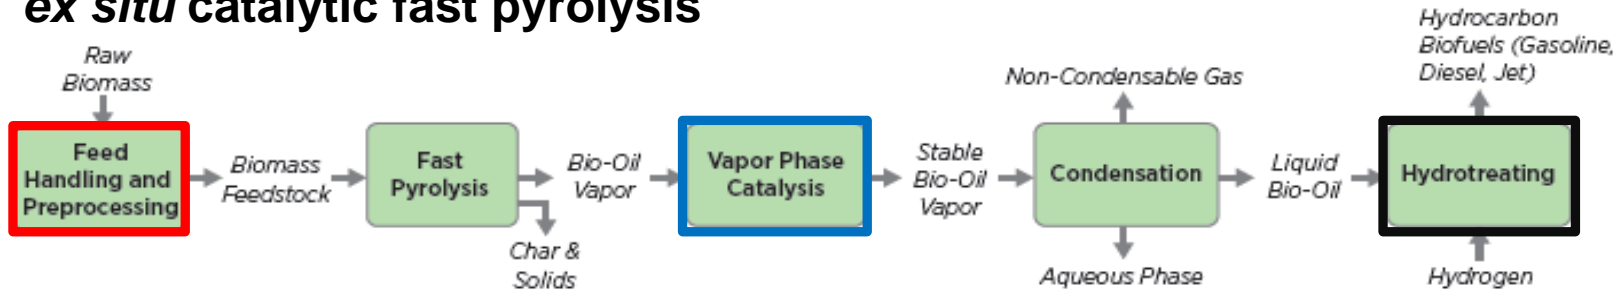 ex situ catalytic fast pyrolysis
Raw
Biomass
Feed
Handling and
Preprocessing
Biomass
Feedstock
Fast
Pyrolysis
Bio-Oil
Vapor
Char &
Solids
Vapor Phase
Catalysis
Stable
Bio-Oil
Vapor
Non-Condensable Gas
Condensation
Aqueous Phase
Liquid
Bio-Oil
Hydrocarbon
Biofuels (Gasoline,
Diesel, Jet)
Hydrotreating
Hydrogen